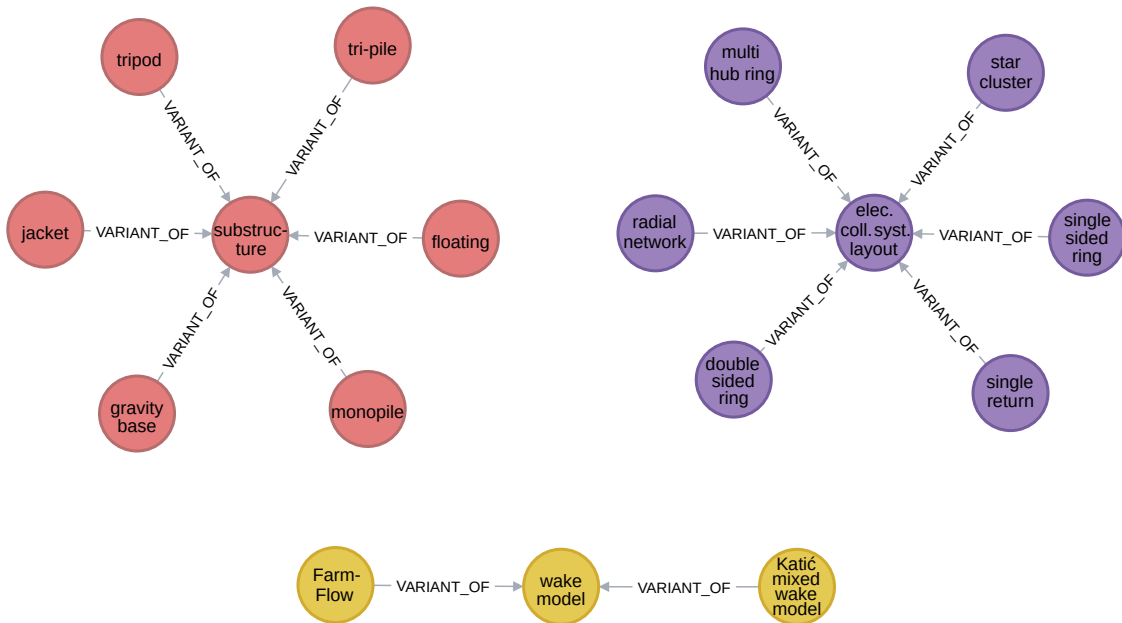 tripod
tri-pile
VARIANT_OF
VARIANT_OF
jacket
VARIANT_OF
substruc-
ture
VARIANT_OF
floating
VARIANT_OF
VARIANT_OF
gravity
base
monopile
multi
hub ring
star
cluster
VARIANT_OF
VARIANT_OF
radial
network
VARIANT_OF
elec.
coll. syst.
layout
VARIANT_OF
single
sided
ring
VARIANT_OF
VARIANT_OF
double
sided
ring
single
return
Farm-
Flow
VARIANT_OF
wake
model
VARIANT_OF
Katić
mixed
wake
model